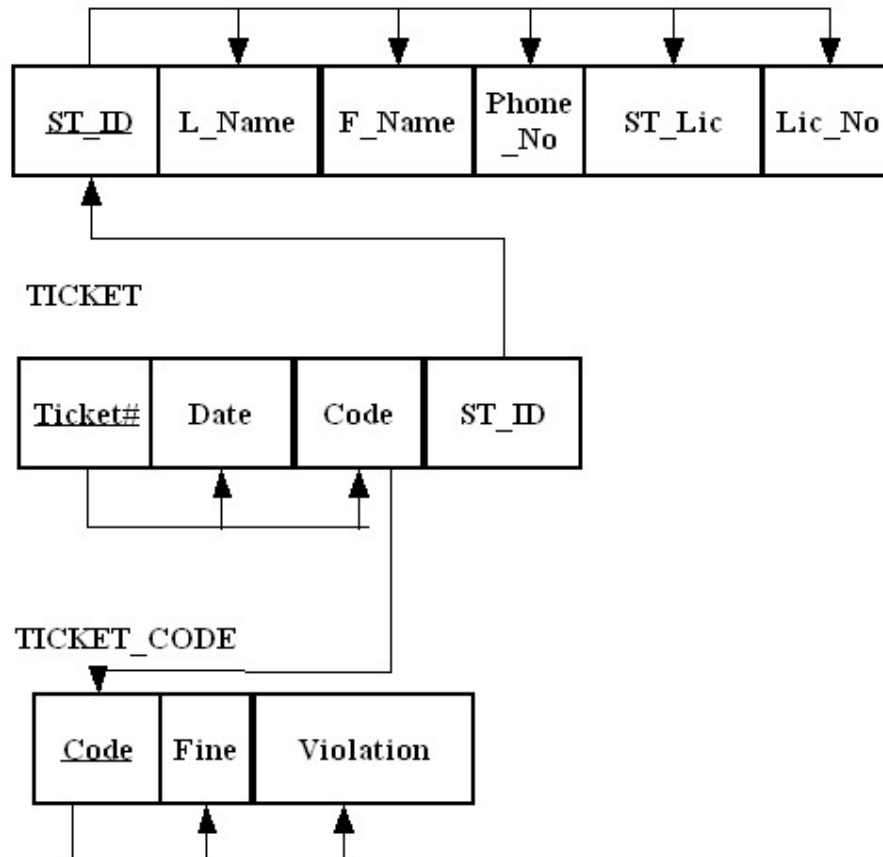 ST_ID L_Name F_Name Phone _No ST_Lic Lic_No
TICKET
Ticket# Date Code ST_ID
TICKET_CODE
Code Fine Violation